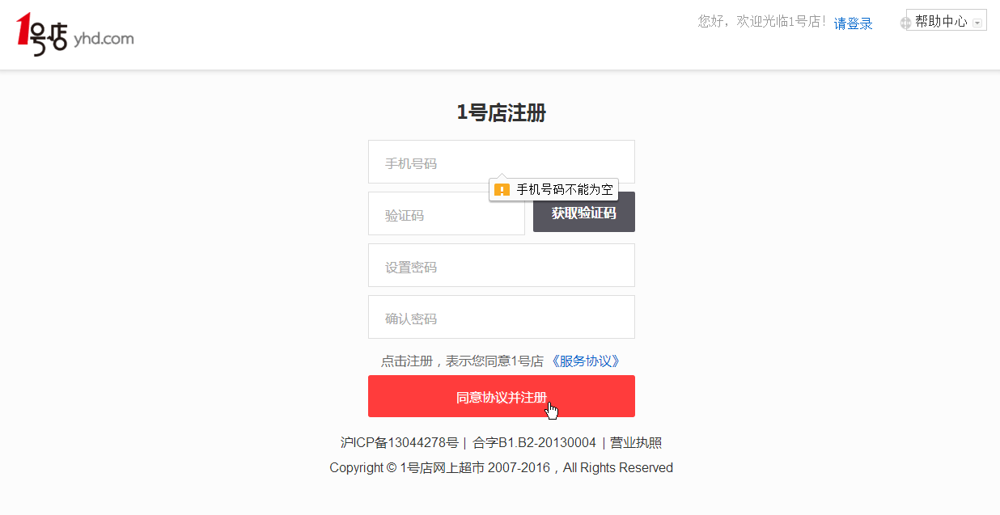 1号店 yhd.com
您好，欢迎光临1号店！ 请登录 帮助中心
1号店注册
手机号码
手机号码不能为空
验证码 获取验证码
设置密码
确认密码
点击注册，表示您同意1号店《服务协议》
同意协议并注册
沪ICP备13044278号 | 合字B1.B2-20130004 | 营业执照
Copyright © 1号店网上超市 2007-2016，All Rights Reserved